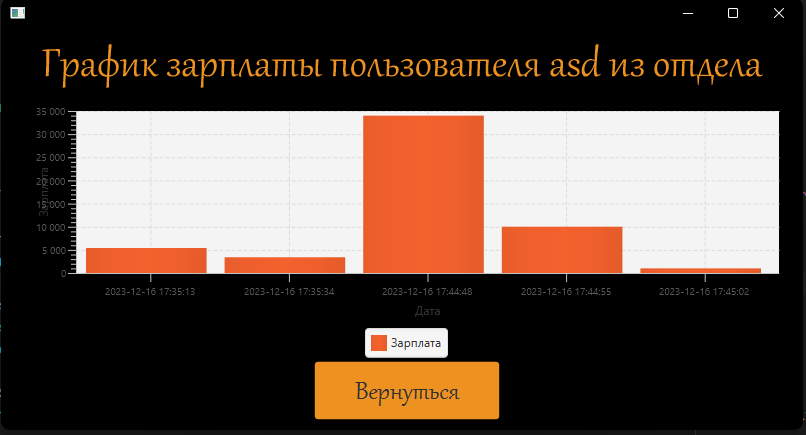 График зарплаты пользователя asd из отдела
35 000
30 000
25 000
20 000
15 000
10 000
5 000
0
Зарплата
2023-12-16 17:35:13 2023-12-16 17:35:34 2023-12-16 17:44:48 2023-12-16 17:44:55 2023-12-16 17:45:02
Дата
Зарплата
Вернуться